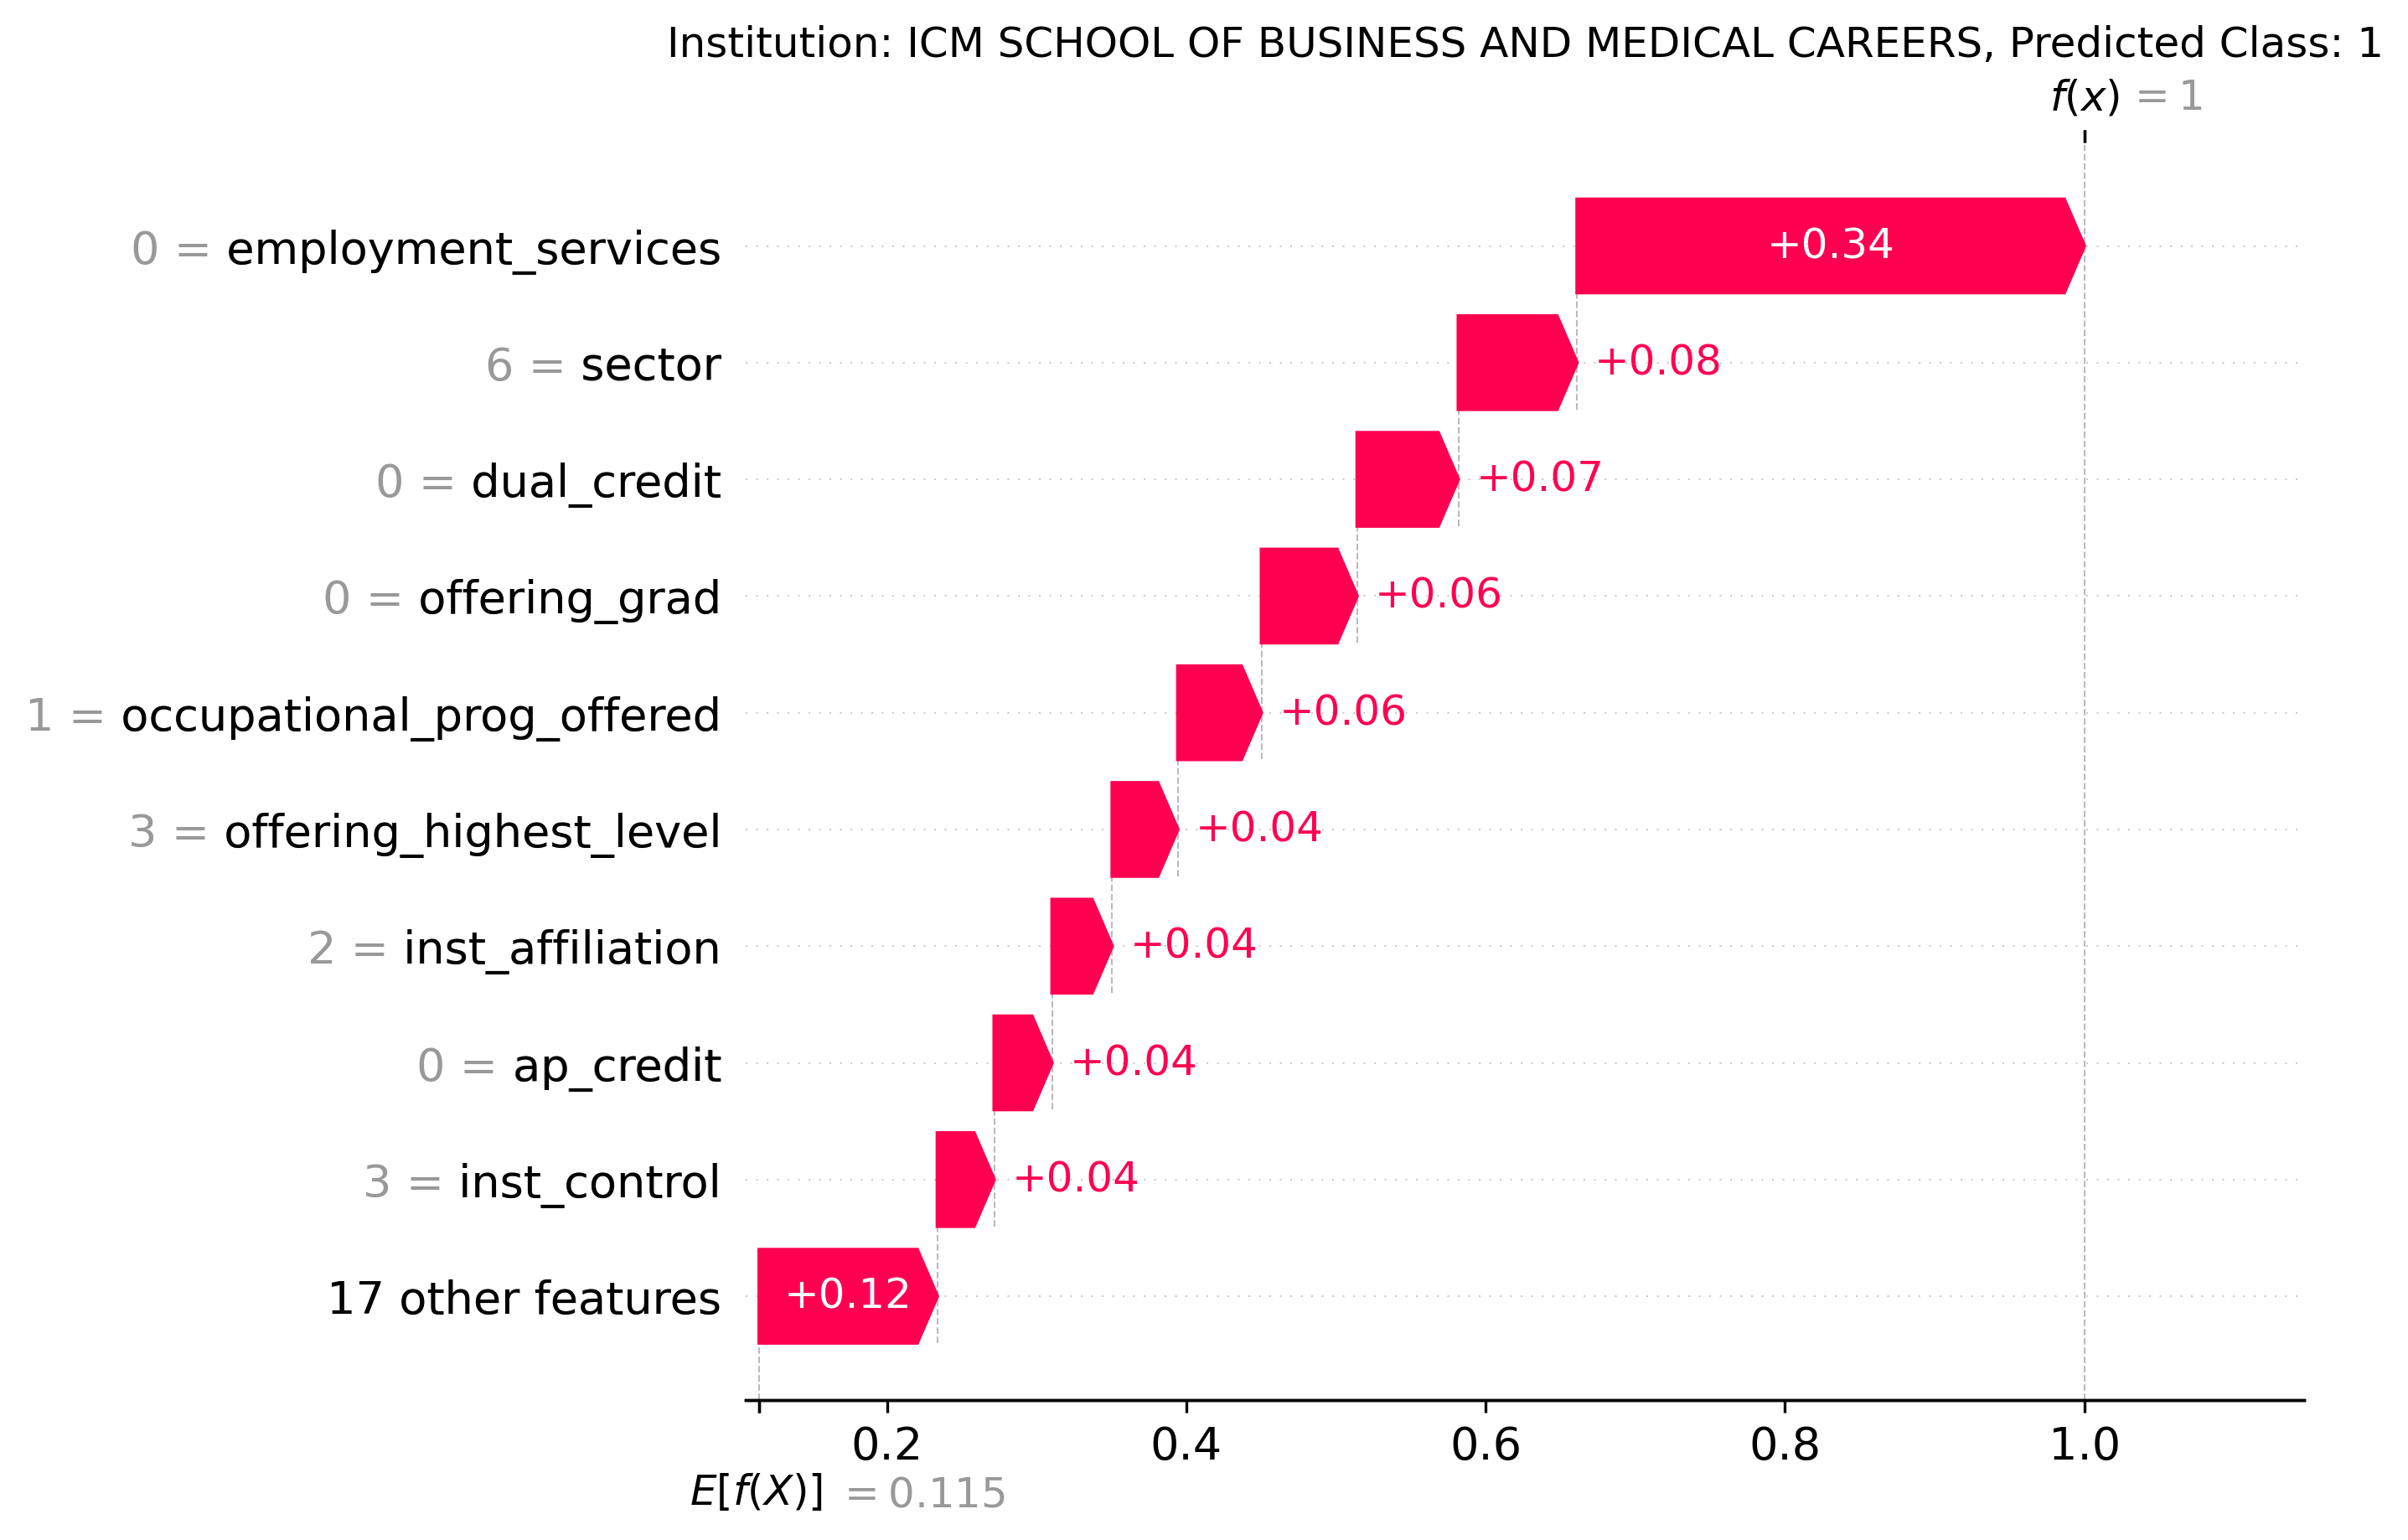 Institution: ICM SCHOOL OF BUSINESS AND MEDICAL CAREERS, Predicted Class: 1
f(x) = 1
0 = employment_services +0.34
6 = sector +0.08
0 = dual_credit +0.07
0 = offering_grad +0.06
1 = occupational_prog_offered +0.06
3 = offering_highest_level +0.04
2 = inst_affiliation +0.04
0 = ap_credit +0.04
3 = inst_control +0.04
17 other features +0.12
0.2 0.4 0.6 0.8 1.0
E[f(X)] = 0.115